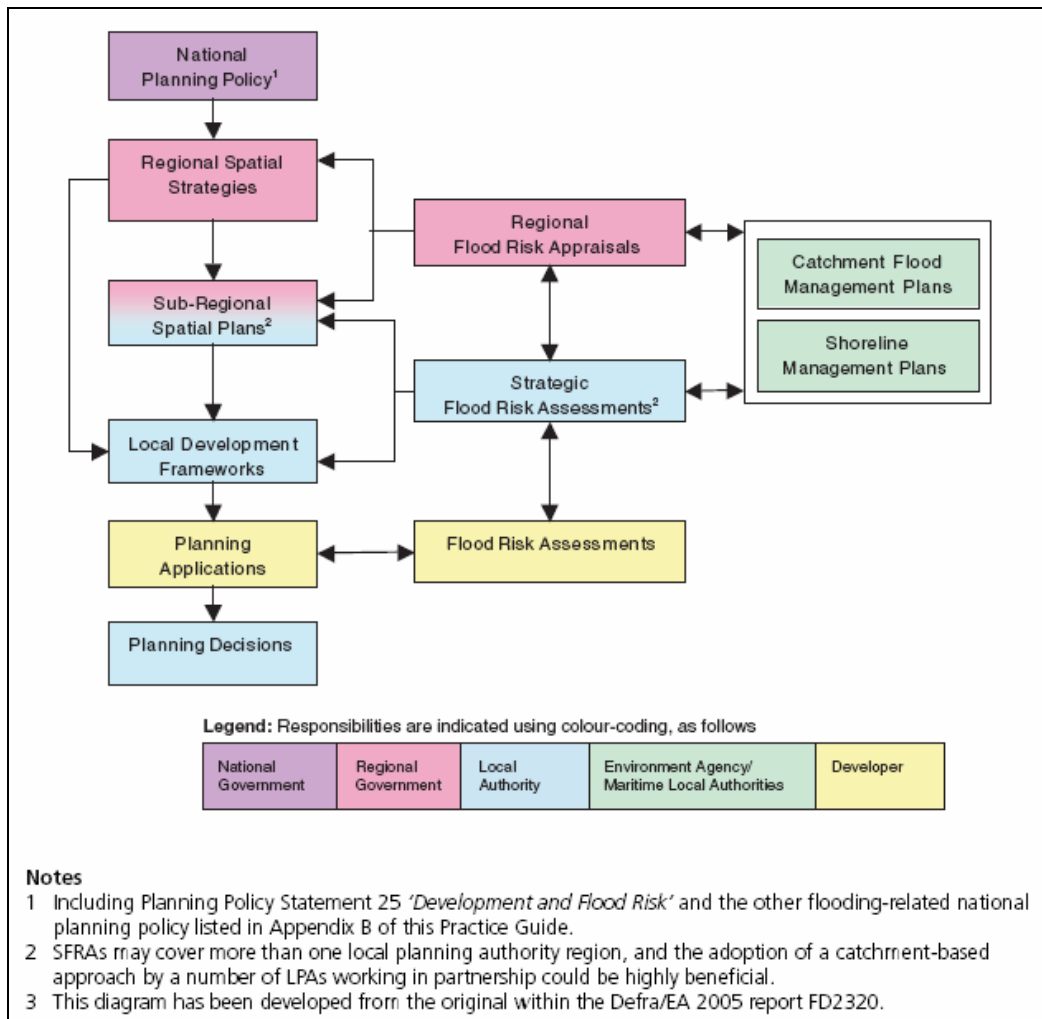 National
Planning Policy1
Regional Spatial
Strategies
Regional
Flood Risk Appraisals
Catchment Flood
Management Plans
Sub-Regional
Spatial Plans2
Shoreline
Management Plans
Strategic
Flood Risk Assessments2
Local Development
Frameworks
Planning
Applications
Flood Risk Assessments
Planning Decisions
Legend: Responsibilities are indicated using colour-coding, as follows
National
Government
Regional
Government
Local
Authority
Environment Agency/
Maritime Local Authorities
Developer
Notes
1 Including Planning Policy Statement 25 ‘Development and Flood Risk’ and the other flooding-related national
planning policy listed in Appendix B of this Practice Guide.
2 SFRAs may cover more than one local planning authority region, and the adoption of a catchment-based
approach by a number of LPAs working in partnership could be highly beneficial.
3 This diagram has been developed from the original within the Defra/EA 2005 report FD2320.